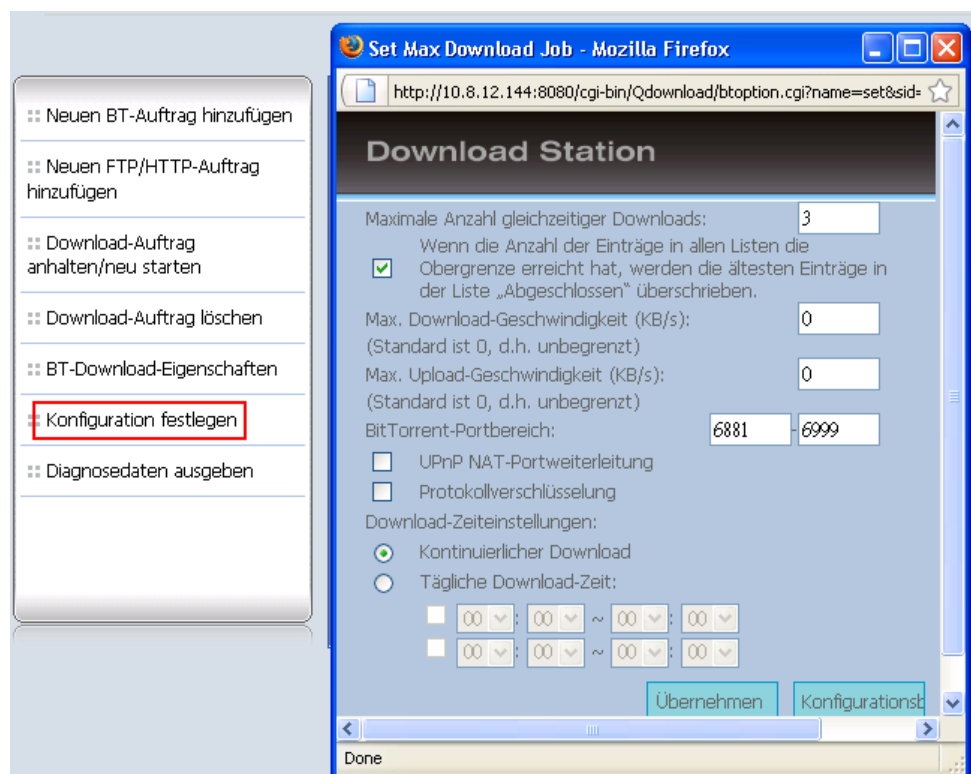 Neuen BT-Auftrag hinzufügen
Neuen FTP/HTTP-Auftrag
hinzufügen
Download-Auftrag
anhalten/neu starten
Download-Auftrag löschen
BT-Download-Eigenschaften
Konfiguration festlegen
Diagnosedaten ausgeben
Set Max Download Job - Mozilla Firefox
http://10.8.12.144:8080/cgi-bin/Qdownload/btoption.cgi?name=set&sid=
Download Station
Maximale Anzahl gleichzeitiger Downloads: 3
Wenn die Anzahl der Einträge in allen Listen die
Obergrenze erreicht hat, werden die ältesten Einträge in
der Liste „Abgeschlossen“ überschrieben.
Max. Download-Geschwindigkeit (KB/s): 0
(Standard ist 0, d.h. unbegrenzt)
Max. Upload-Geschwindigkeit (KB/s): 0
(Standard ist 0, d.h. unbegrenzt)
BitTorrent-Portbereich: 6881 - 6999
UPnP NAT-Portweiterleitung
Protokollverschlüsselung
Download-Zeiteinstellungen:
Kontinuierlicher Download
Tägliche Download-Zeit:
00 : 00 ~ 00 : 00
00 : 00 ~ 00 : 00
Übernehmen Konfigurationsb
Done